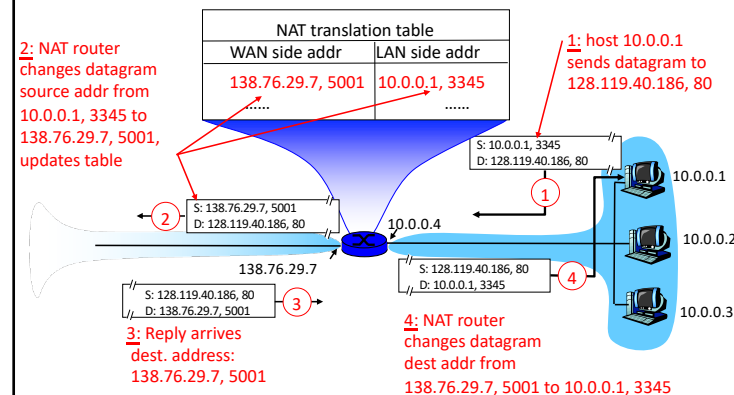 NAT translation table
WAN side addr LAN side addr
138.76.29.7, 5001 10.0.0.1, 3345
...... ......
2: NAT router
changes datagram
source addr from
10.0.0.1, 3345 to
138.76.29.7, 5001,
updates table
1: host 10.0.0.1
sends datagram to
128.119.40.186, 80
S: 10.0.0.1, 3345
D: 128.119.40.186, 80
1
10.0.0.1
S: 138.76.29.7, 5001
D: 128.119.40.186, 80
2
10.0.0.4
10.0.0.2
138.76.29.7
S: 128.119.40.186, 80
D: 10.0.0.1, 3345
4
S: 128.119.40.186, 80
D: 138.76.29.7, 5001
3
10.0.0.3
3: Reply arrives
dest. address:
138.76.29.7, 5001
4: NAT router
changes datagram
dest addr from
138.76.29.7, 5001 to 10.0.0.1, 3345